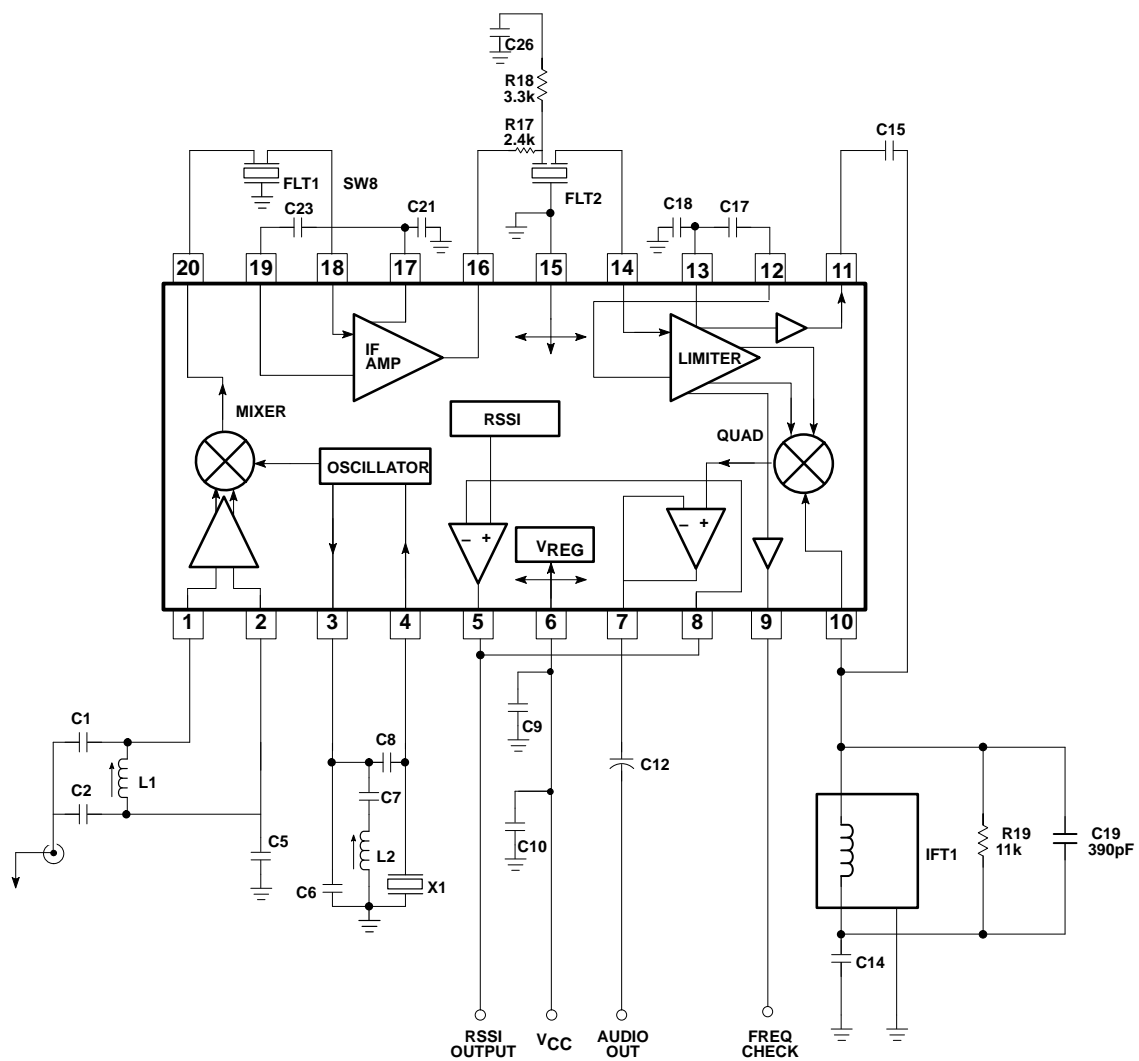 C26
R18
3.3k
R17
2.4k
C15
FLT1
SW8
FLT2
C23
C21
C18
C17
20
19
18
17
16
15
14
13
12
11
IF
AMP
LIMITER
MIXER
RSSI
QUAD
OSCILLATOR
– +
VREG
– +
1
2
3
4
5
6
7
8
9
10
C1
C2
L1
C5
C8
C7
L2
C6
X1
C9
C10
C12
IFT1
R19
11k
C19
390pF
C14
RSSI
OUTPUT
VCC
AUDIO
OUT
FREQ
CHECK